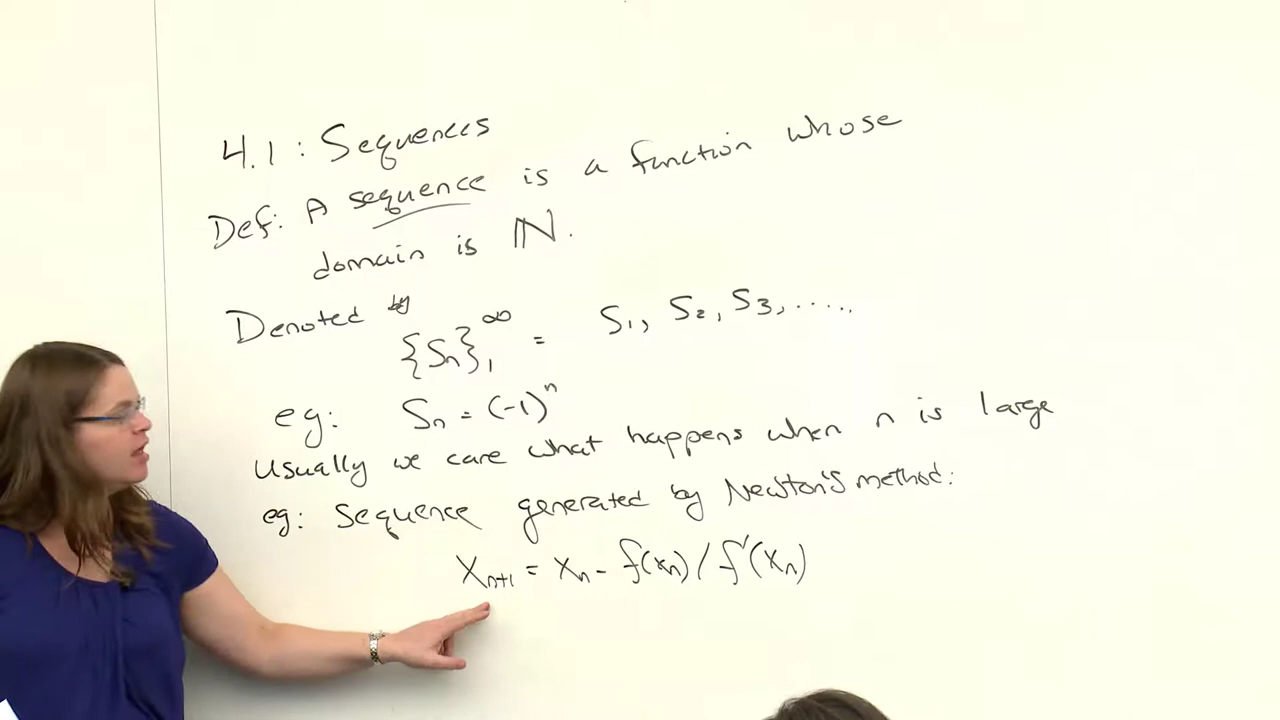 4.1: Sequences
Def: A sequence is a function whose
domain is ℕ.
Denoted by
{Sn}₁^∞ = S₁, S₂, S₃, .....
eg: Sn = (-1)^n
Usually we care what happens when n is large
eg: Sequence generated by Newton's method:
Xn+1 = Xn - f(xn) / f'(Xn)